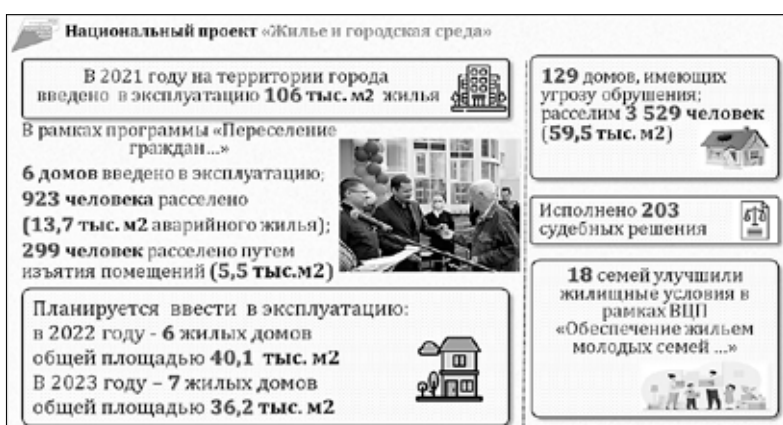 Национальный проект «Жилье и городская среда»
В 2021 году на территории города
введено в эксплуатацию 106 тыс. м2 жилья
В рамках программы «Переселение
граждан...»
6 домов введено в эксплуатацию;
923 человека расселено
(13,7 тыс. м2 аварийного жилья);
299 человек расселено путем
изъятия помещений (5,5 тыс.м2)
Планируется ввести в эксплуатацию:
в 2022 году - 6 жилых домов
общей площадью 40,1 тыс. м2
В 2023 году – 7 жилых домов
общей площадью 36,2 тыс. м2
129 домов, имеющих
угрозу обрушения;
расселим 3 529 человек
(59,5 тыс. м2)
Исполнено 203
судебных решения
18 семей улучшили
жилищные условия в
рамках ВЦП
«Обеспечение жильем
молодых семей ...»